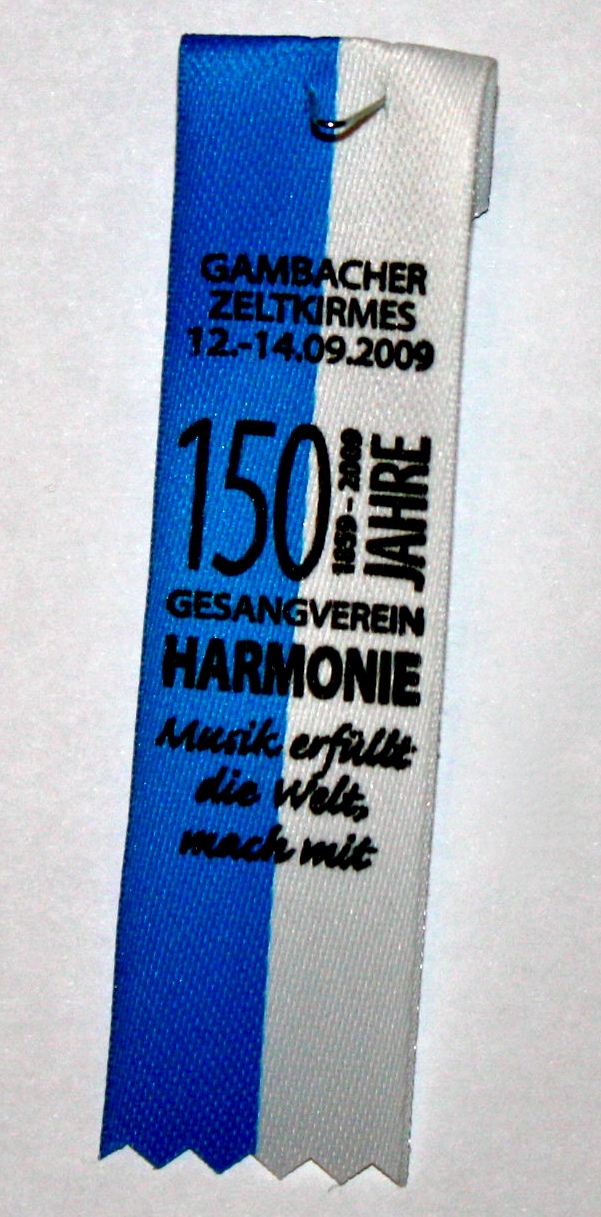 GAMBACHER
ZELTKIRMES
12.-14.09.2009
150
1859 - 2009
JAHRE
GESANGVEREIN
HARMONIE
Musik erfüllt
die Welt,
mach mit